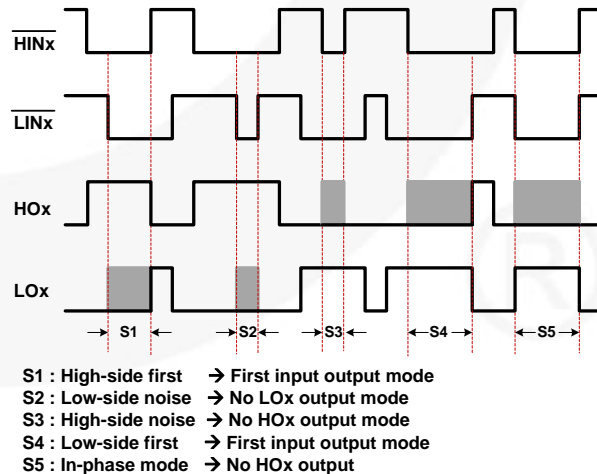 HINx
LINx
HOx
LOx
S1 S2 S3 S4 S5
S1 : High-side first → First input output mode
S2 : Low-side noise → No LOx output mode
S3 : High-side noise → No HOx output mode
S4 : Low-side first → First input output mode
S5 : In-phase mode → No HOx output
(R)